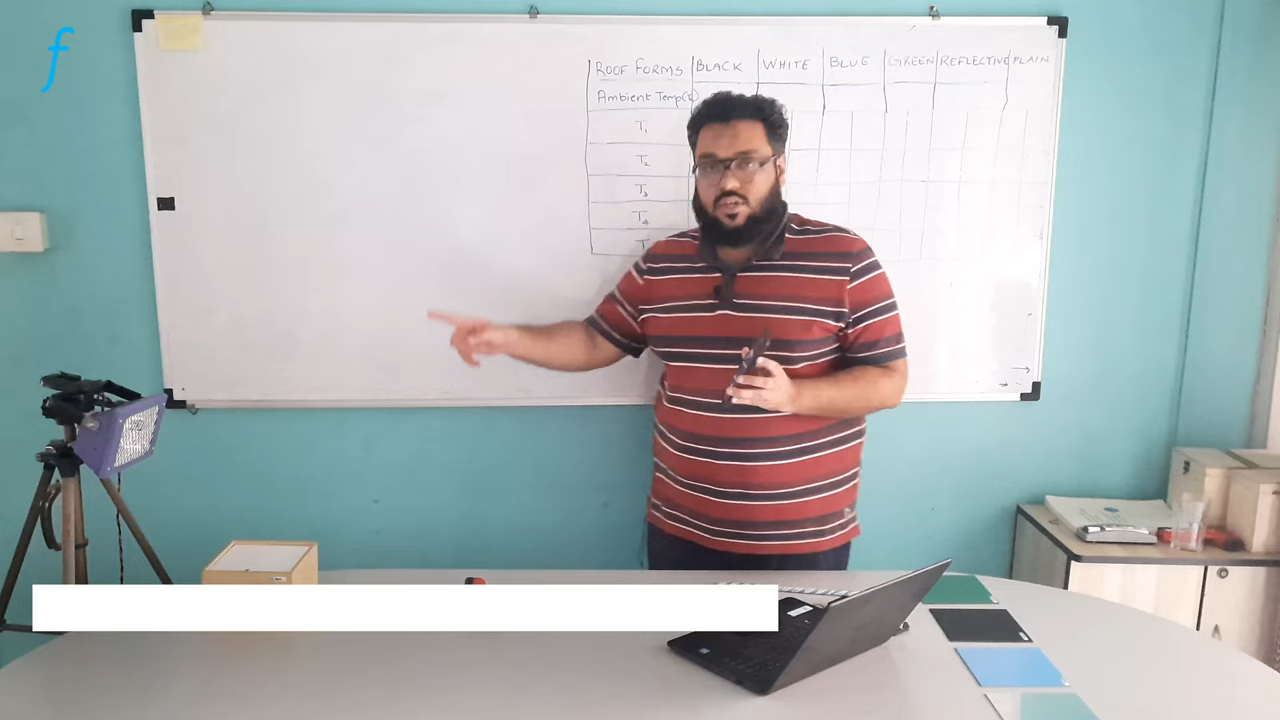 f
ROOF FORMS BLACK WHITE BLUE GREEN REFLECTIVE PLAIN
Ambient Temp(
T₁
T₂
T₃
T₄
T